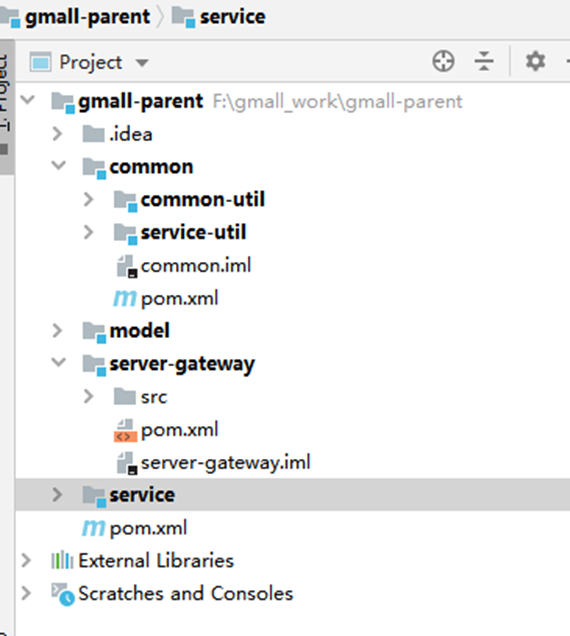 gmall-parent service
1: Project
Project
gmall-parent F:\gmall_work\gmall-parent
.idea
common
common-util
service-util
common.iml
pom.xml
model
server-gateway
src
pom.xml
server-gateway.iml
service
pom.xml
External Libraries
Scratches and Consoles